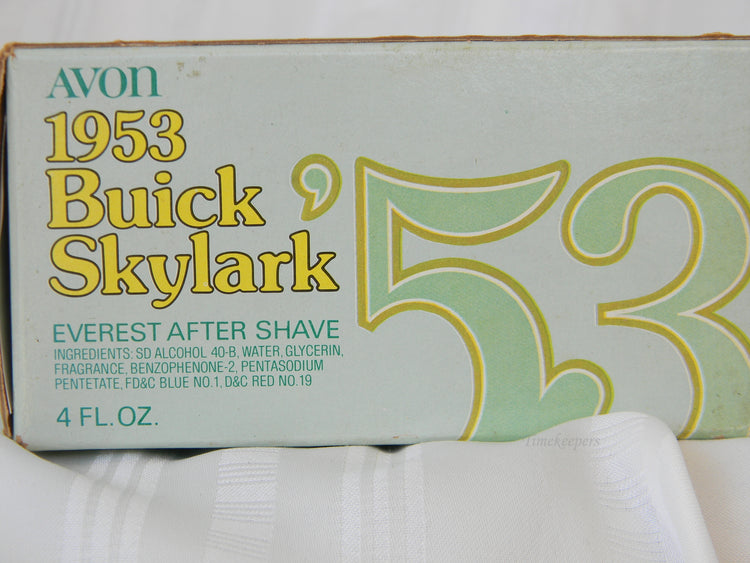 AVON
1953
Buick
Skylark
'53
EVEREST AFTER SHAVE
INGREDIENTS: SD ALCOHOL 40-B, WATER, GLYCERIN,
FRAGRANCE, BENZOPHENONE-2, PENTASODIUM
PENTETATE, FD&C BLUE NO.1, D&C RED NO.19
4 FL. OZ.
Timekeepers